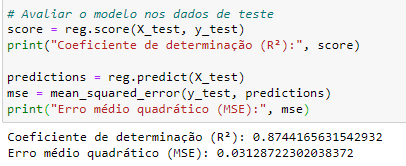 # Avaliar o modelo nos dados de teste
score = reg.score(X_test, y_test)
print("Coeficiente de determinação (R²):", score)
predictions = reg.predict(X_test)
mse = mean_squared_error(y_test, predictions)
print("Erro médio quadrático (MSE):", mse)
Coeficiente de determinação (R²): 0.8744165631542932
Erro médio quadrático (MSE): 0.03128722302038372